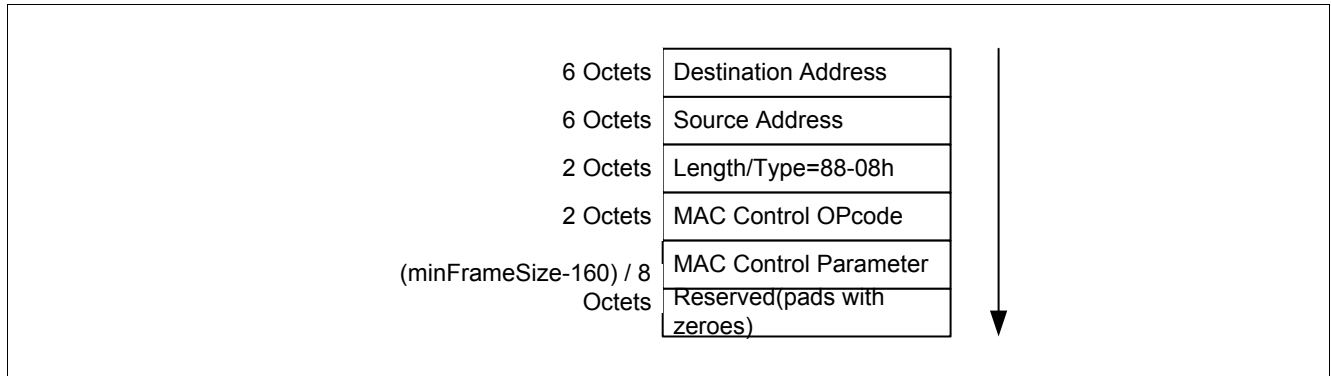 6 Octets Destination Address
6 Octets Source Address
2 Octets Length/Type=88-08h
2 Octets MAC Control OPcode
(minFrameSize-160) / 8
Octets
MAC Control Parameter
Reserved(pads with
zeroes)